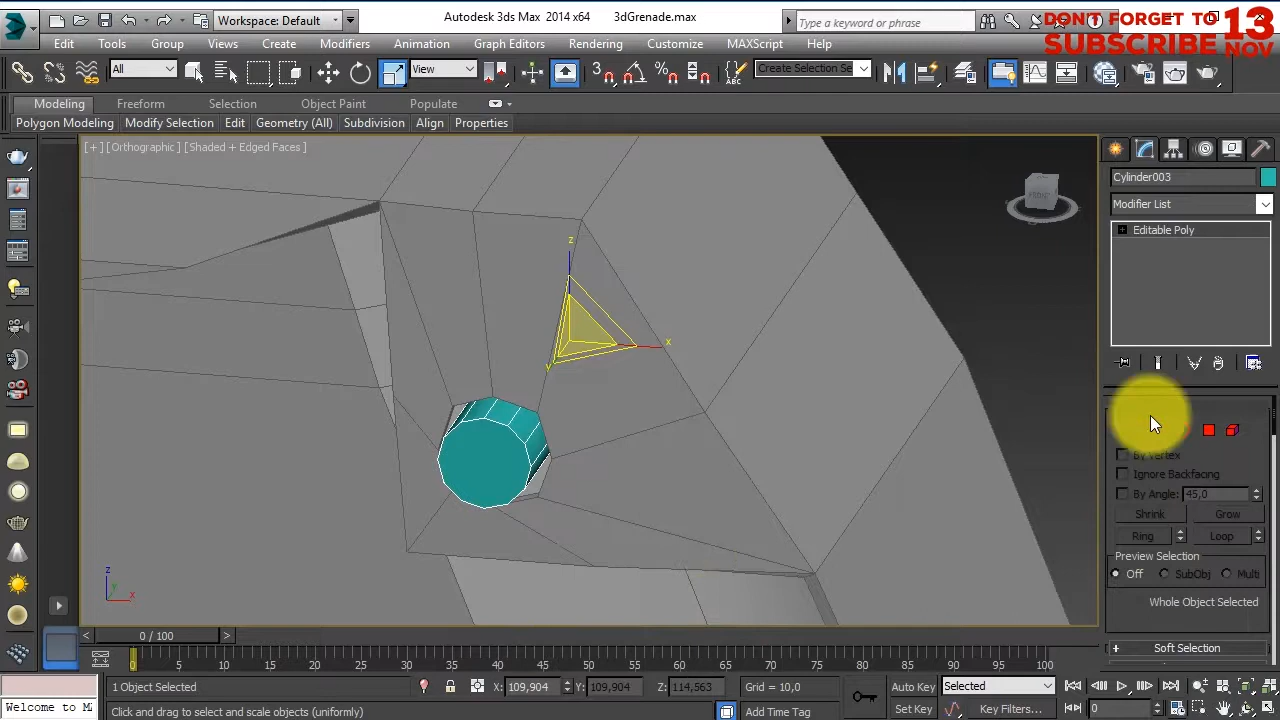 Workspace: Default
Autodesk 3ds Max 2014 x64
3dGrenade.max
Type a keyword or phrase
DON'T FORGET TO
SUBSCRIBE
13
NOV
Edit Tools Group Views Create Modifiers Animation Graph Editors Rendering Customize MAXScript Help
All
View
3
ABC
Create Selection Se
Modeling Freeform Selection Object Paint Populate
Polygon Modeling Modify Selection Edit Geometry (All) Subdivision Align Properties
[+] [Orthographic] [Shaded + Edged Faces]
FRONT
Cylinder003
Modifier List
Editable Poly
z
x
y
By Vertex
Ignore Backfacing
By Angle: 45,0
Shrink Grow
Ring Loop
Preview Selection
Off SubObj Multi
Whole Object Selected
Soft Selection
z
y
x
< 0 / 100 >
0 5 10 15 20 25 30 35 40 45 50 55 60 65 70 75 80 85 90 95 100
1 Object Selected
X: 109,904 Y: 109,904 Z: 114,563
Grid = 10,0
Auto Key
Selected
Welcome to M
Click and drag to select and scale objects (uniformly)
Add Time Tag
Set Key
Key Filters...
0